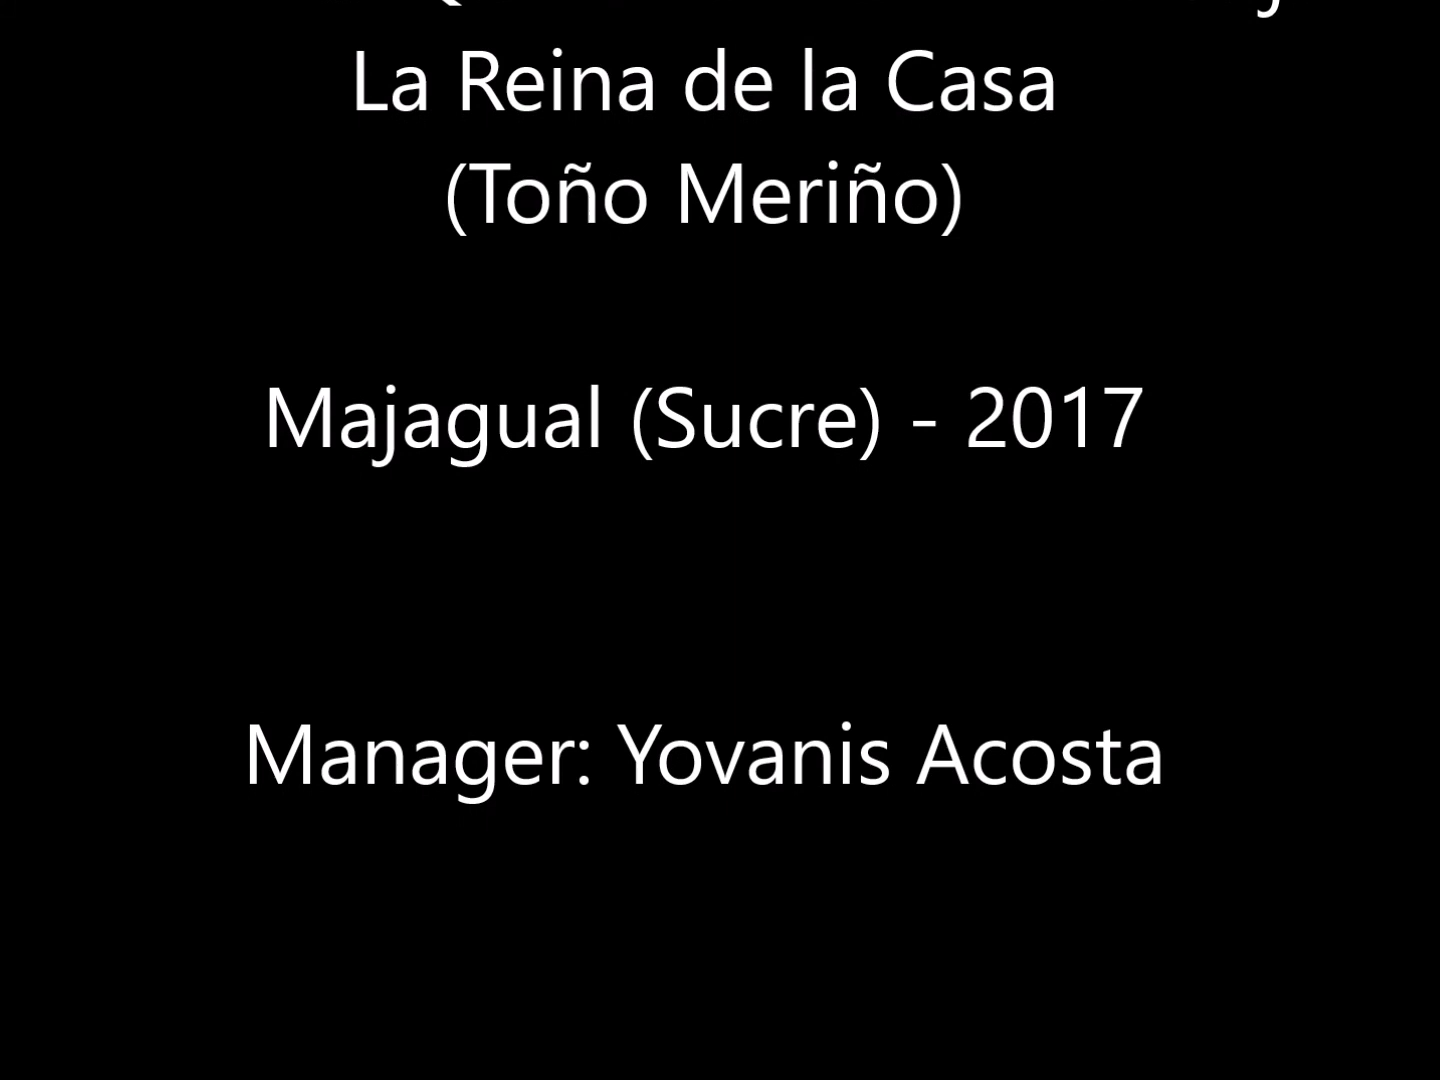 La Reina de la Casa
(Toño Meriño)
Majagual (Sucre) - 2017
Manager: Yovanis Acosta